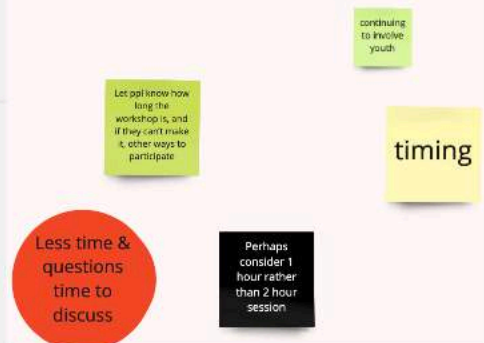 continuing
to involve
youth
Let ppl know how
long the
workshop is, and
if they can't make
it, other ways to
participate
timing
Less time &
questions
time to
discuss
Perhaps
consider 1
hour rather
than 2 hour
session